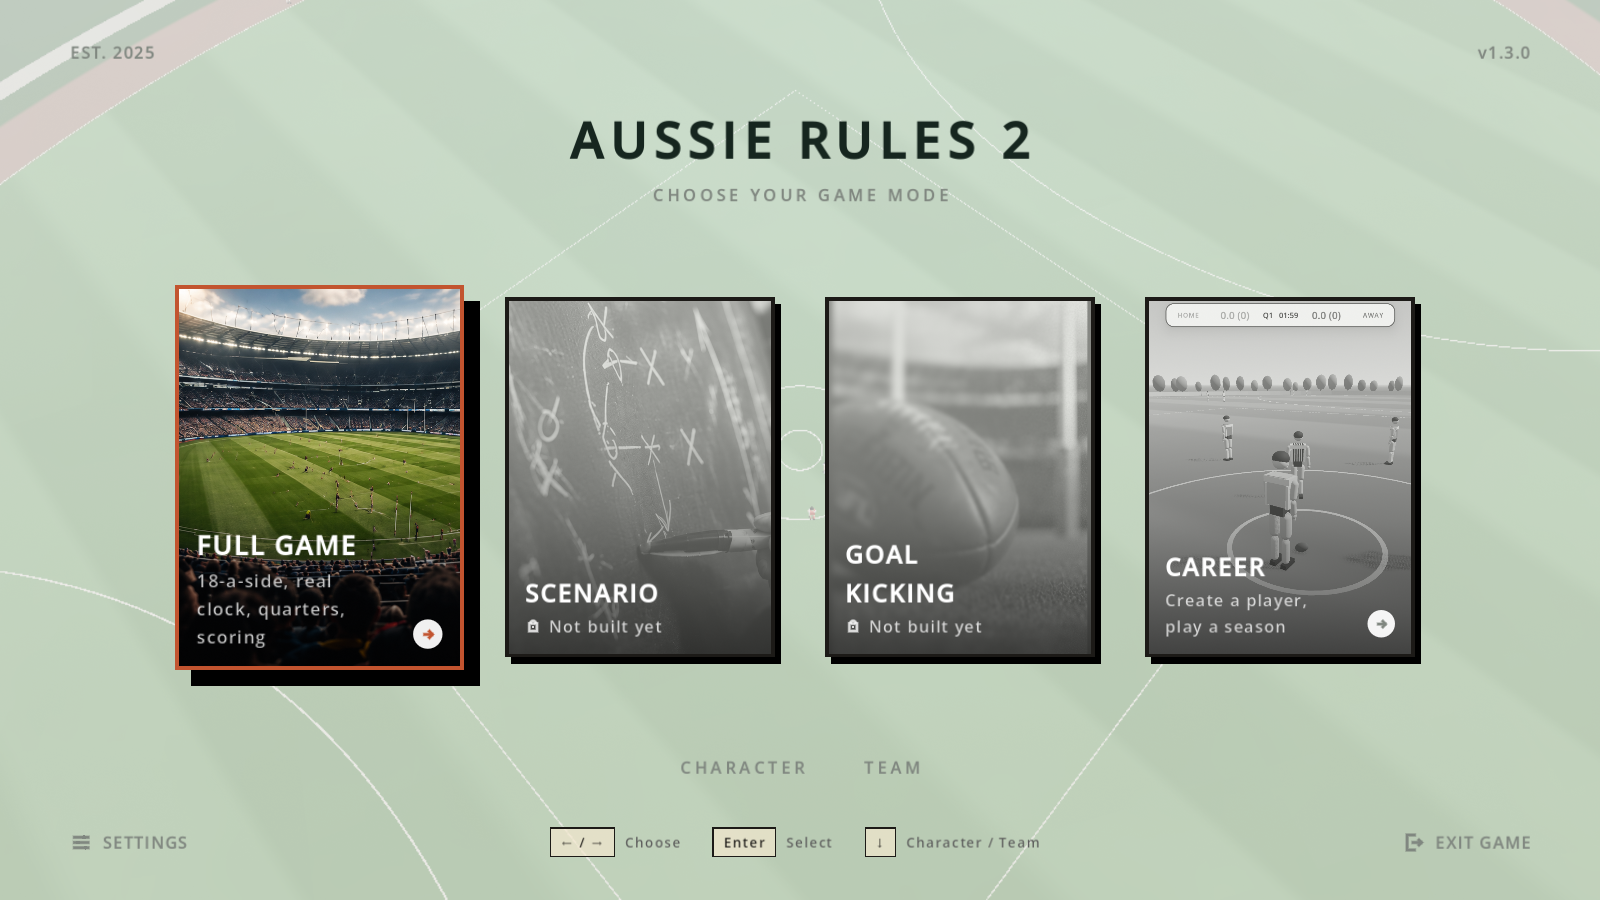 EST. 2025
v1.3.0
AUSSIE RULES 2
CHOOSE YOUR GAME MODE
FULL GAME
18-a-side, real
clock, quarters,
scoring
SCENARIO
Not built yet
GOAL
KICKING
Not built yet
HOME 0.0 (0) Q1 01:59 0.0 (0) AWAY
CAREER
Create a player,
play a season
CHARACTER TEAM
SETTINGS
← / → Choose Enter Select ↓ Character / Team
EXIT GAME